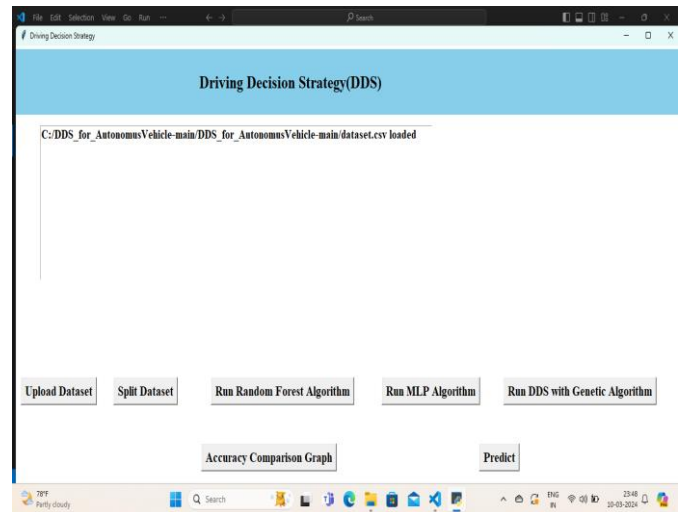 File Edit Selection View Go Run ... Search
Driving Decision Strategy
Driving Decision Strategy(DDS)
C:/DDS_for_AutonomusVehicle-main/DDS_for_AutonomusVehicle-main/dataset.csv loaded
Upload Dataset Split Dataset Run Random Forest Algorithm Run MLP Algorithm Run DDS with Genetic Algorithm
Accuracy Comparison Graph Predict
78°F
Partly cloudy
Search
ENG
IN
23:48
10-03-2024